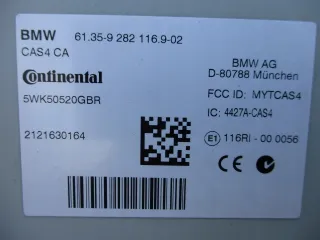 BMW 61.35-9 282 116.9-02
CAS4 CA
Continental
5WK50520GBR
2121630164
BMW AG
D-80788 München
FCC ID: MYTCAS4
IC: 4427A-CAS4
E1 116RI - 00 0056